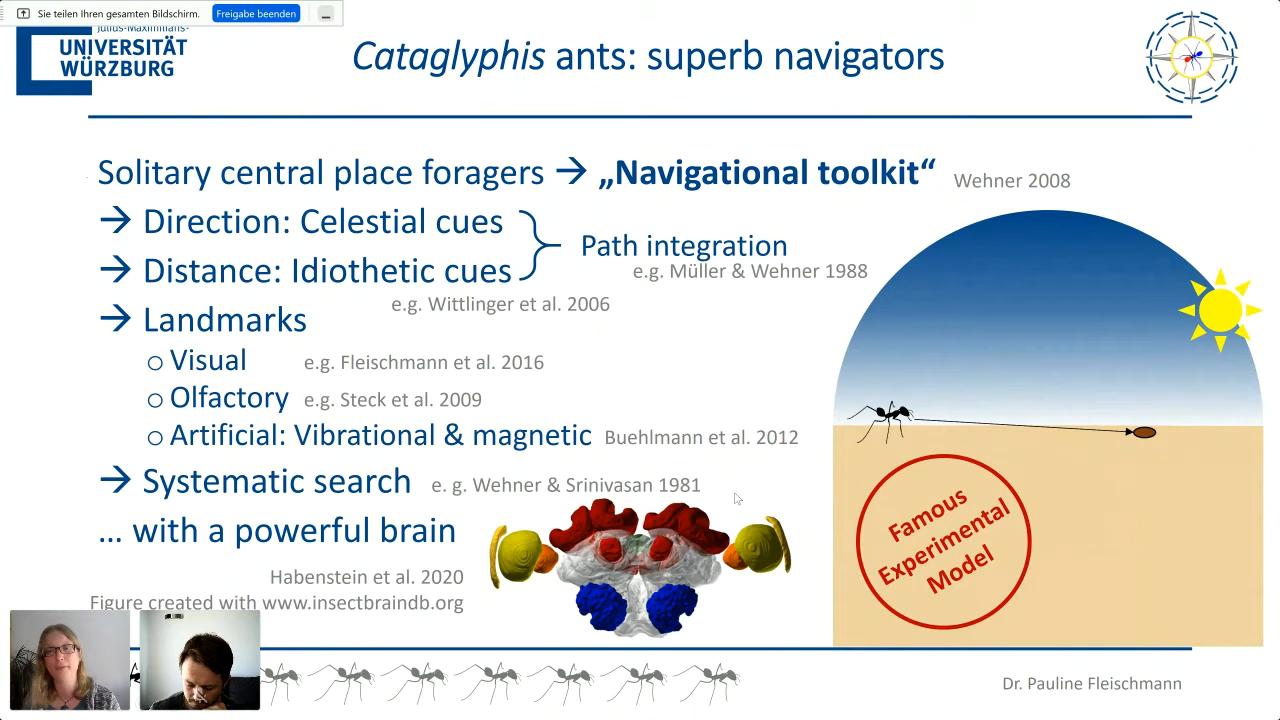 Sie teilen Ihren gesamten Bildschirm. Freigabe beenden
Julius-Maximilians-
UNIVERSITÄT
WÜRZBURG
Cataglyphis ants: superb navigators
Solitary central place foragers → „Navigational toolkit“ Wehner 2008
→ Direction: Celestial cues
Path integration
→ Distance: Idiothetic cues
e.g. Müller & Wehner 1988
e.g. Wittlinger et al. 2006
→ Landmarks
o Visual e.g. Fleischmann et al. 2016
o Olfactory e.g. Steck et al. 2009
o Artificial: Vibrational & magnetic Buehlmann et al. 2012
→ Systematic search e. g. Wehner & Srinivasan 1981
... with a powerful brain
Famous
Experimental
Model
Habenstein et al. 2020
Figure created with www.insectbraindb.org
Dr. Pauline Fleischmann